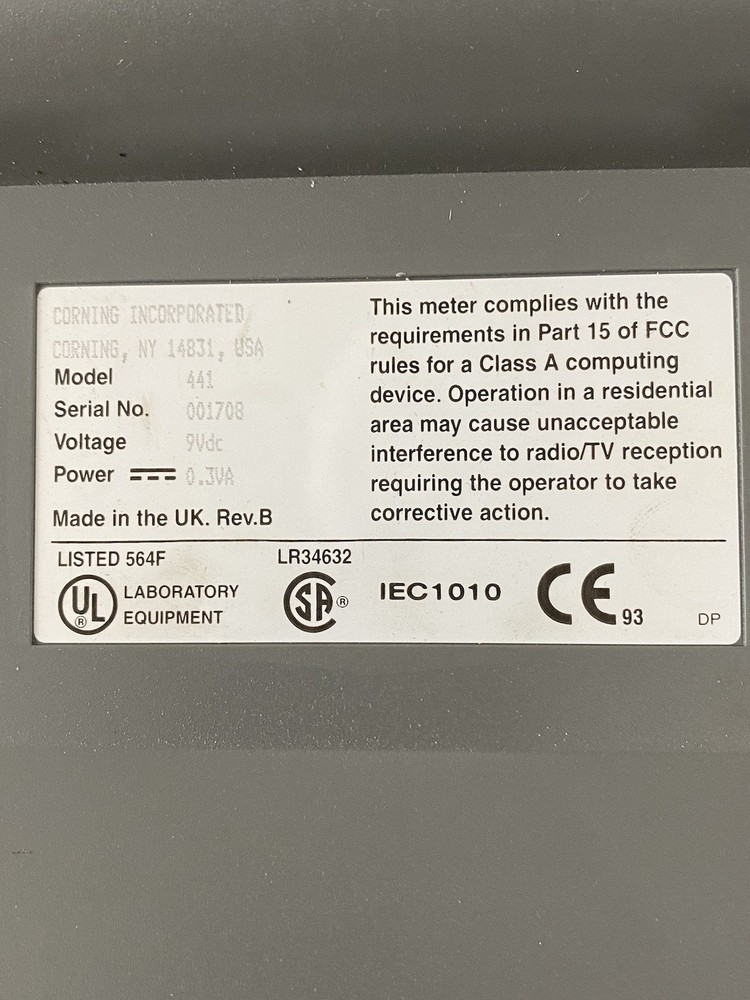 CORNING INCORPORATED
CORNING, NY 14831, USA
Model 441
Serial No. 001708
Voltage 9Vdc
Power 0.3VA
Made in the UK. Rev.B
This meter complies with the
requirements in Part 15 of FCC
rules for a Class A computing
device. Operation in a residential
area may cause unacceptable
interference to radio/TV reception
requiring the operator to take
corrective action.
LISTED 564F
UL® LABORATORY
EQUIPMENT
LR34632
SA®
IEC1010
CE 93
DP